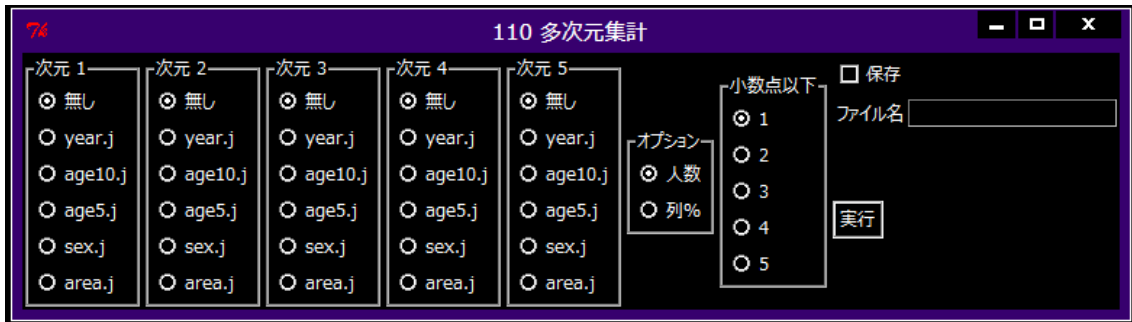 110 多次元集計
次元 1
無し
year.j
age10.j
age5.j
sex.j
area.j
次元 2
無し
year.j
age10.j
age5.j
sex.j
area.j
次元 3
無し
year.j
age10.j
age5.j
sex.j
area.j
次元 4
無し
year.j
age10.j
age5.j
sex.j
area.j
次元 5
無し
year.j
age10.j
age5.j
sex.j
area.j
オプション
人数
列%
小数点以下
1
2
3
4
5
保存
ファイル名
実行